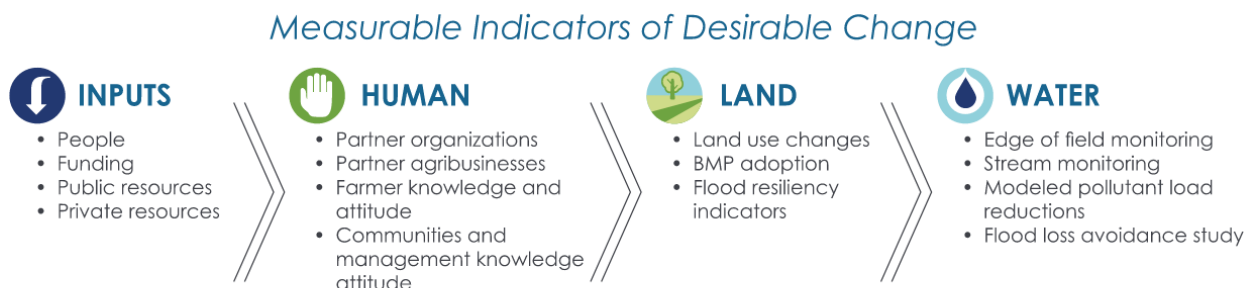 Measurable Indicators of Desirable Change
INPUTS
• People
• Funding
• Public resources
• Private resources
HUMAN
• Partner organizations
• Partner agribusinesses
• Farmer knowledge and
attitude
• Communities and
management knowledge
attitude
LAND
• Land use changes
• BMP adoption
• Flood resiliency
indicators
WATER
• Edge of field monitoring
• Stream monitoring
• Modeled pollutant load
reductions
• Flood loss avoidance study